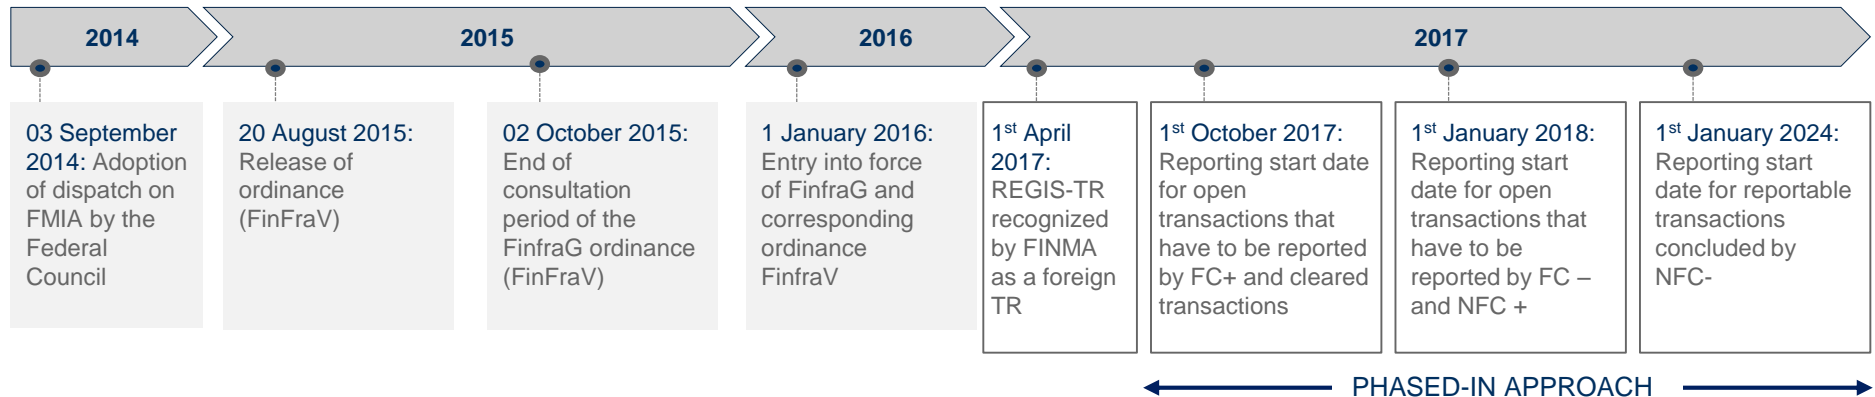 2014
2015
2016
2017
03 September
2014: Adoption
of dispatch on
FMIA by the
Federal
Council
20 August 2015:
Release of
ordinance
(FinFraV)
02 October 2015:
End of
consultation
period of the
FinfraG ordinance
(FinFraV)
1 January 2016:
Entry into force
of FinfraG and
corresponding
ordinance
FinfraV
1st April
2017:
REGIS-TR
recognized
by FINMA
as a foreign
TR
1st October 2017:
Reporting start date
for open
transactions that
have to be reported
by FC+ and cleared
transactions
1st January 2018:
Reporting start
date for open
transactions that
have to be
reported by FC –
and NFC +
1st January 2024:
Reporting start
date for reportable
transactions
concluded by
NFC-
PHASED-IN APPROACH